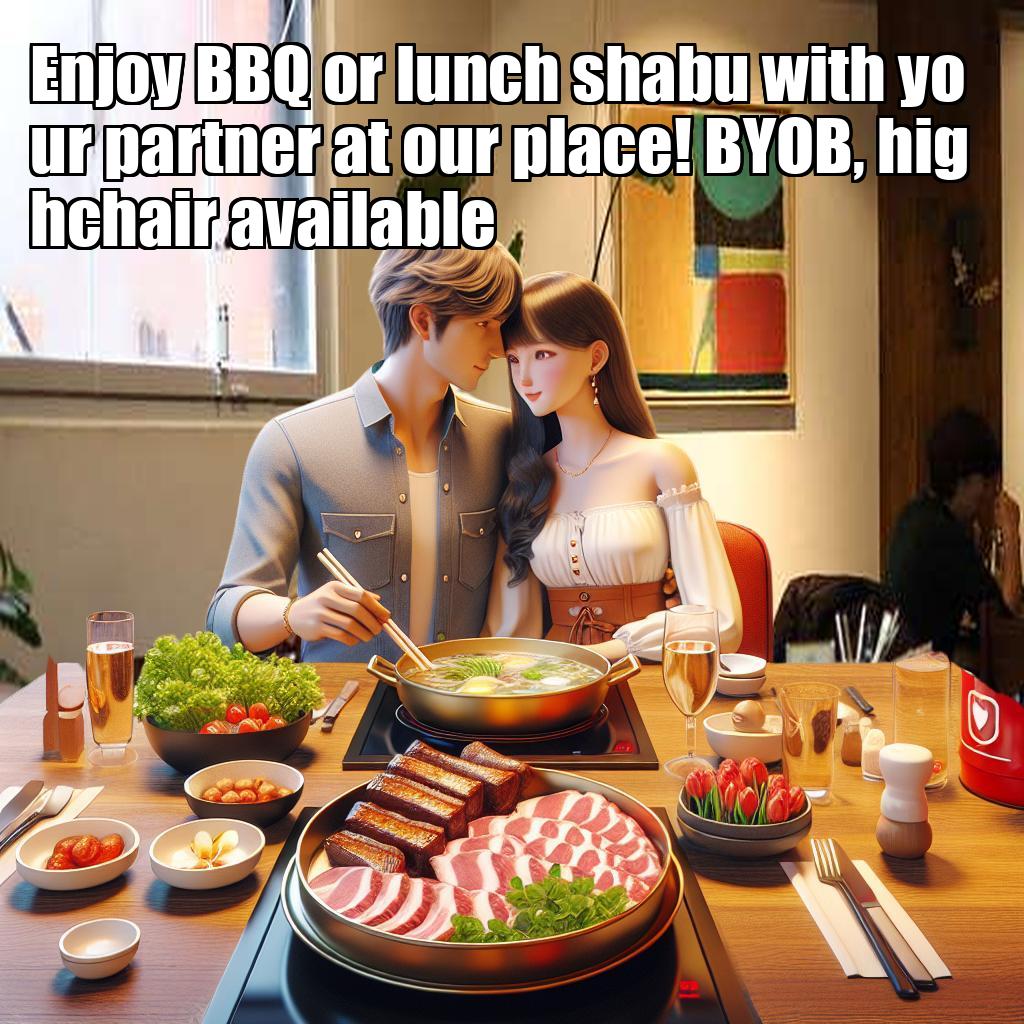 Enjoy BBQ or lunch shabu with yo
ur partner at our place! BYOB, hig
hchair available